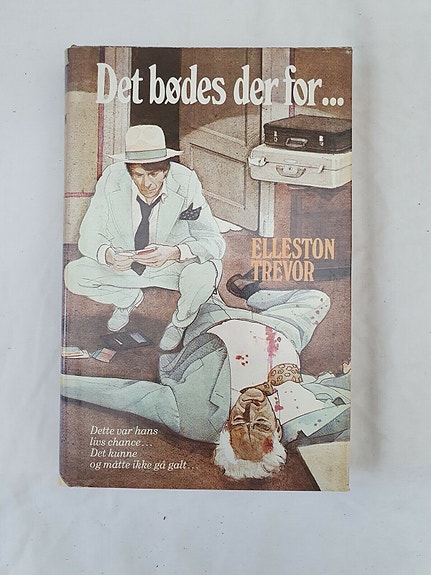 Det bødes der for...
ELLESTON
TREVOR
Dette var hans
livs chance...
Det kunne
og måtte ikke gå galt...